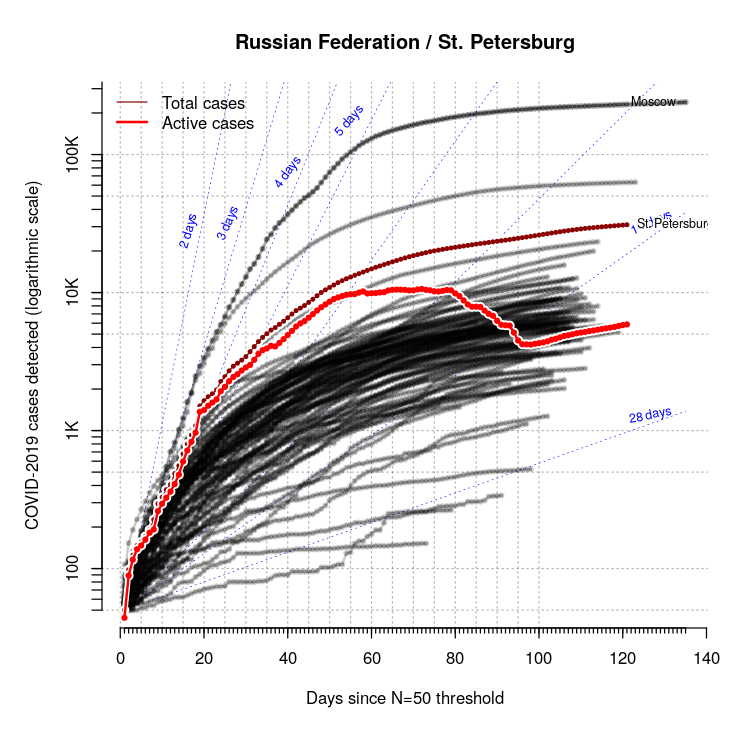 Russian Federation / St. Petersburg
Total cases
Active cases
Moscow
St. Petersburg
2 days
3 days
4 days
5 days
28 days
COVID-2019 cases detected (logarithmic scale)
100K
10K
1K
100
0 20 40 60 80 100 120 140
Days since N=50 threshold